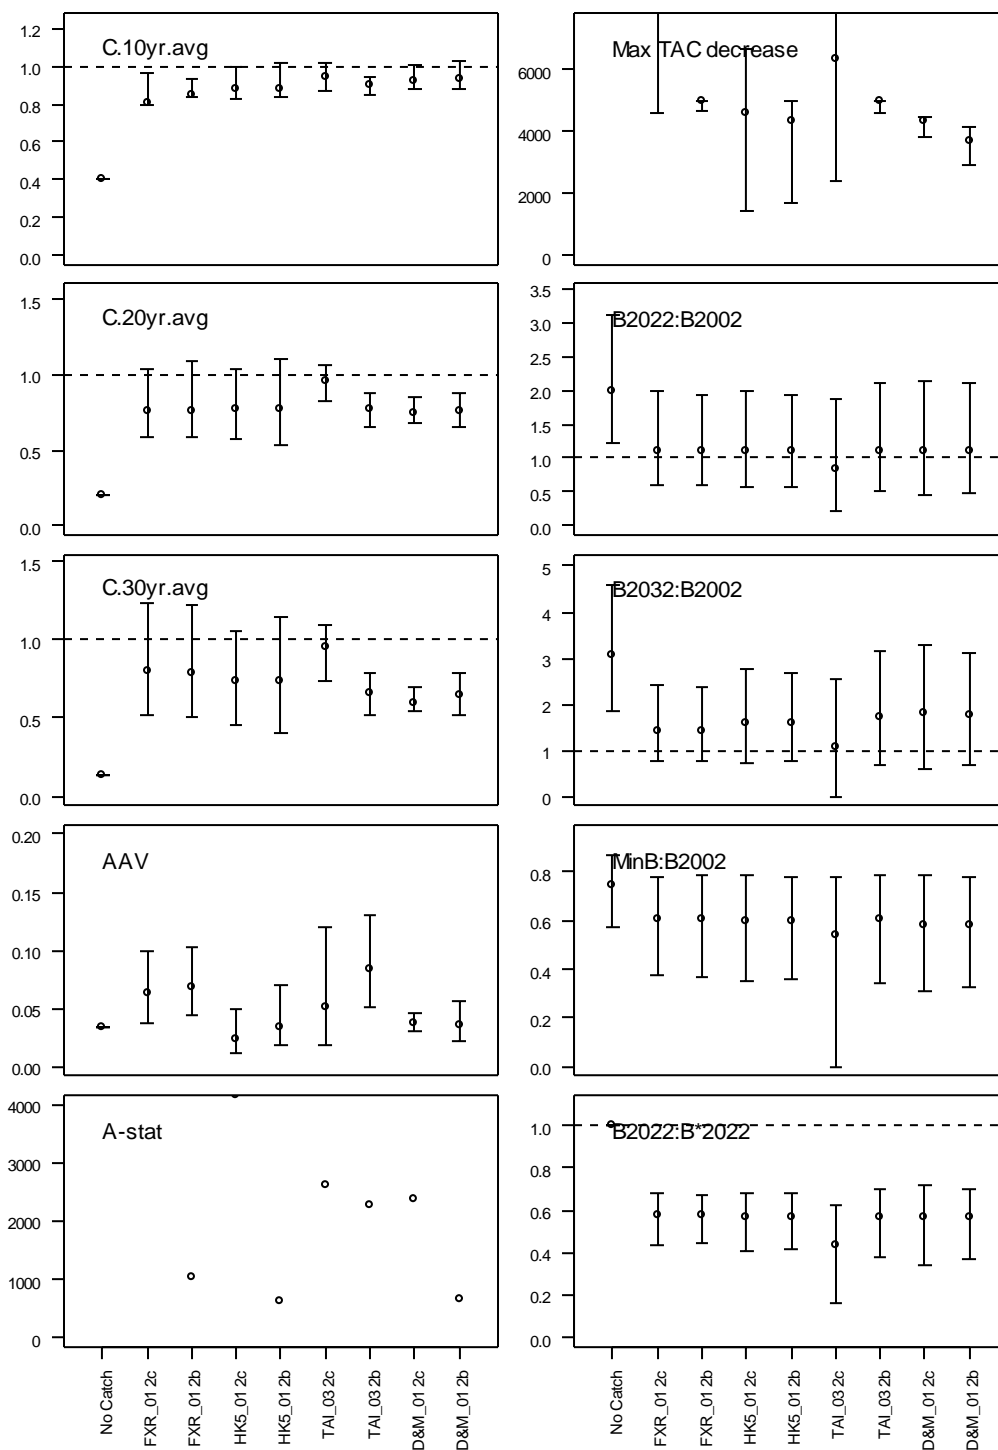 C.10yr.avg
1.2
1.0
0.8
0.6
0.4
0.2
0.0
Max TAC decrease
6000
4000
2000
0
C.20yr.avg
1.5
1.0
0.5
0.0
B2022:B2002
3.5
3.0
2.5
2.0
1.5
1.0
0.5
0.0
C.30yr.avg
1.5
1.0
0.5
0.0
B2032:B2002
5
4
3
2
1
0
AAV
0.20
0.15
0.10
0.05
0.00
MinB:B2002
0.8
0.6
0.4
0.2
0.0
A-stat
4000
3000
2000
1000
0
B2022:B*2022
1.0
0.8
0.6
0.4
0.2
0.0
No Catch
FXR_01 2c
FXR_01 2b
HK5_01 2c
HK5_01 2b
TAI_03 2c
TAI_03 2b
D&M_01 2c
D&M_01 2b
No Catch
FXR_01 2c
FXR_01 2b
HK5_01 2c
HK5_01 2b
TAI_03 2c
TAI_03 2b
D&M_01 2c
D&M_01 2b